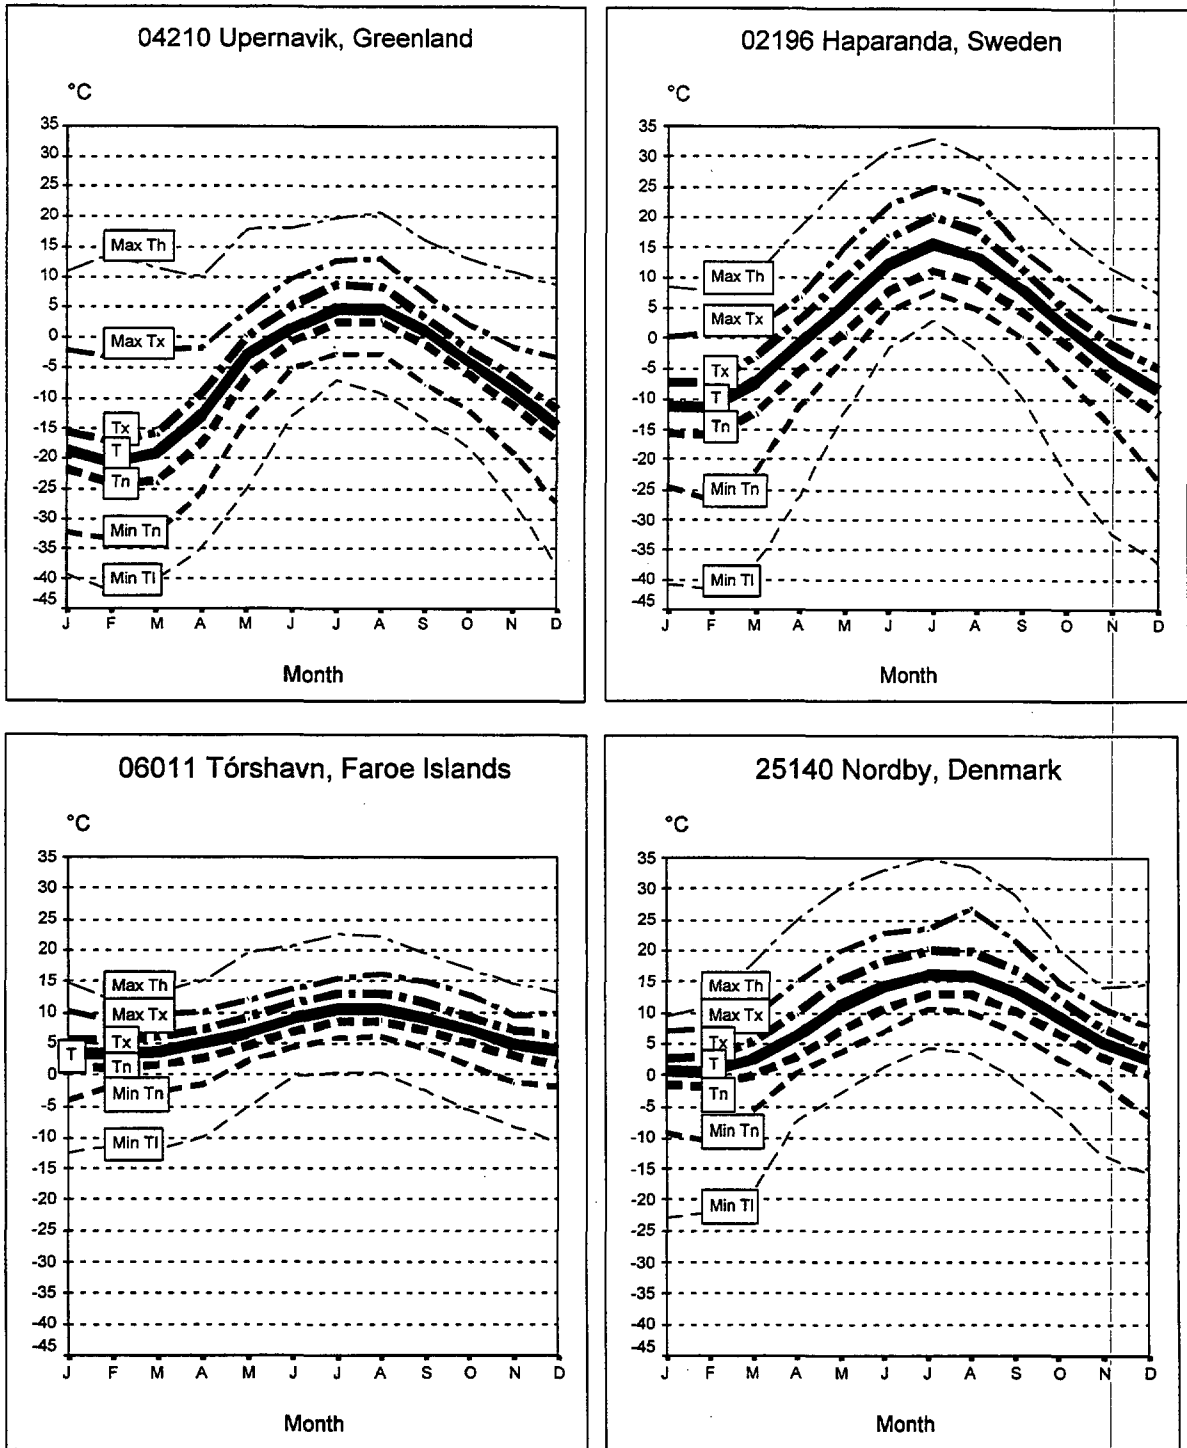 04210 Upernavik, Greenland
°C
35
30
25
20
15
10
5
0
-5
-10
-15
-20
-25
-30
-35
-40
-45
Max Th
Max Tx
Tx
T
Tn
Min Tn
Min Tl
J F M A M J J A S O N D
Month
02196 Haparanda, Sweden
°C
35
30
25
20
15
10
5
0
-5
-10
-15
-20
-25
-30
-35
-40
-45
Max Th
Max Tx
Tx
T
Tn
Min Tn
Min Tl
J F M A M J J A S O N D
Month
06011 Tórshavn, Faroe Islands
°C
35
30
25
20
15
10
5
0
-5
-10
-15
-20
-25
-30
-35
-40
-45
Max Th
Max Tx
Tx
T
Tn
Min Tn
Min Tl
J F M A M J J A S O N D
Month
25140 Nordby, Denmark
°C
35
30
25
20
15
10
5
0
-5
-10
-15
-20
-25
-30
-35
-40
-45
Max Th
Max Tx
Tx
T
Tn
Min Tn
Min Tl
J F M A M J J A S O N D
Month